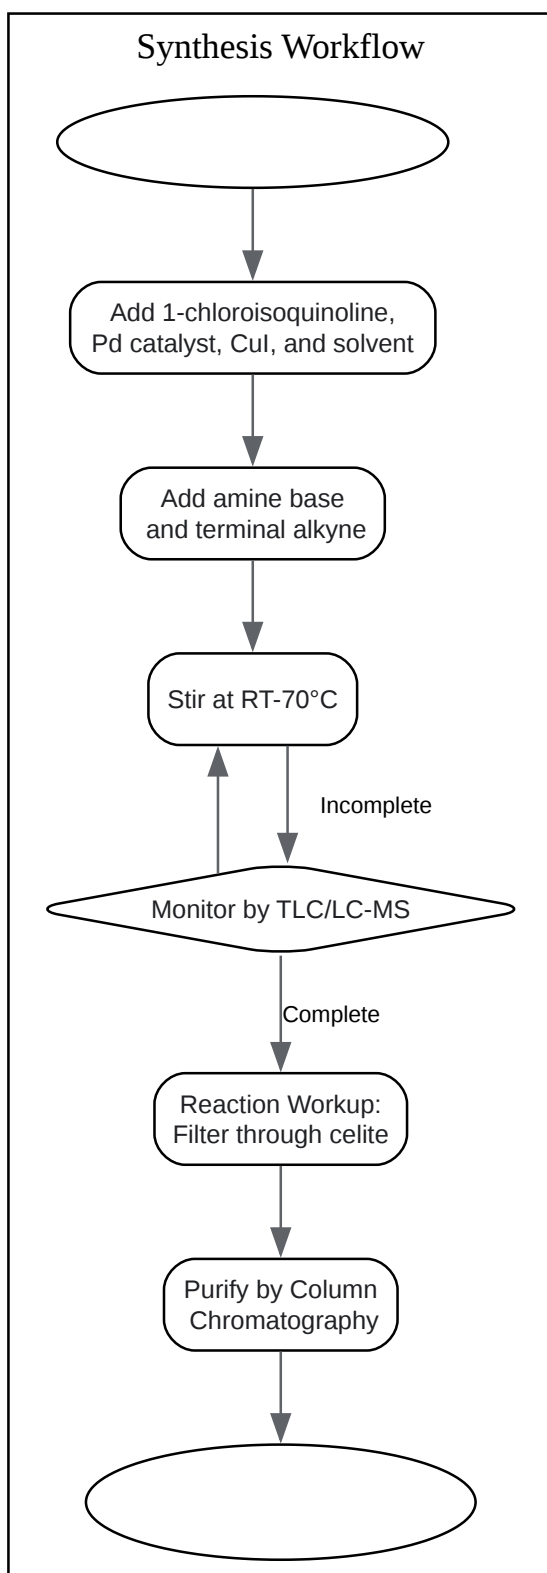 Synthesis Workflow
Add 1-chloroisoquinoline,
Pd catalyst, CuI, and solvent
Add amine base
and terminal alkyne
Stir at RT-70°C
Incomplete
Monitor by TLC/LC-MS
Complete
Reaction Workup:
Filter through celite
Purify by Column
Chromatography